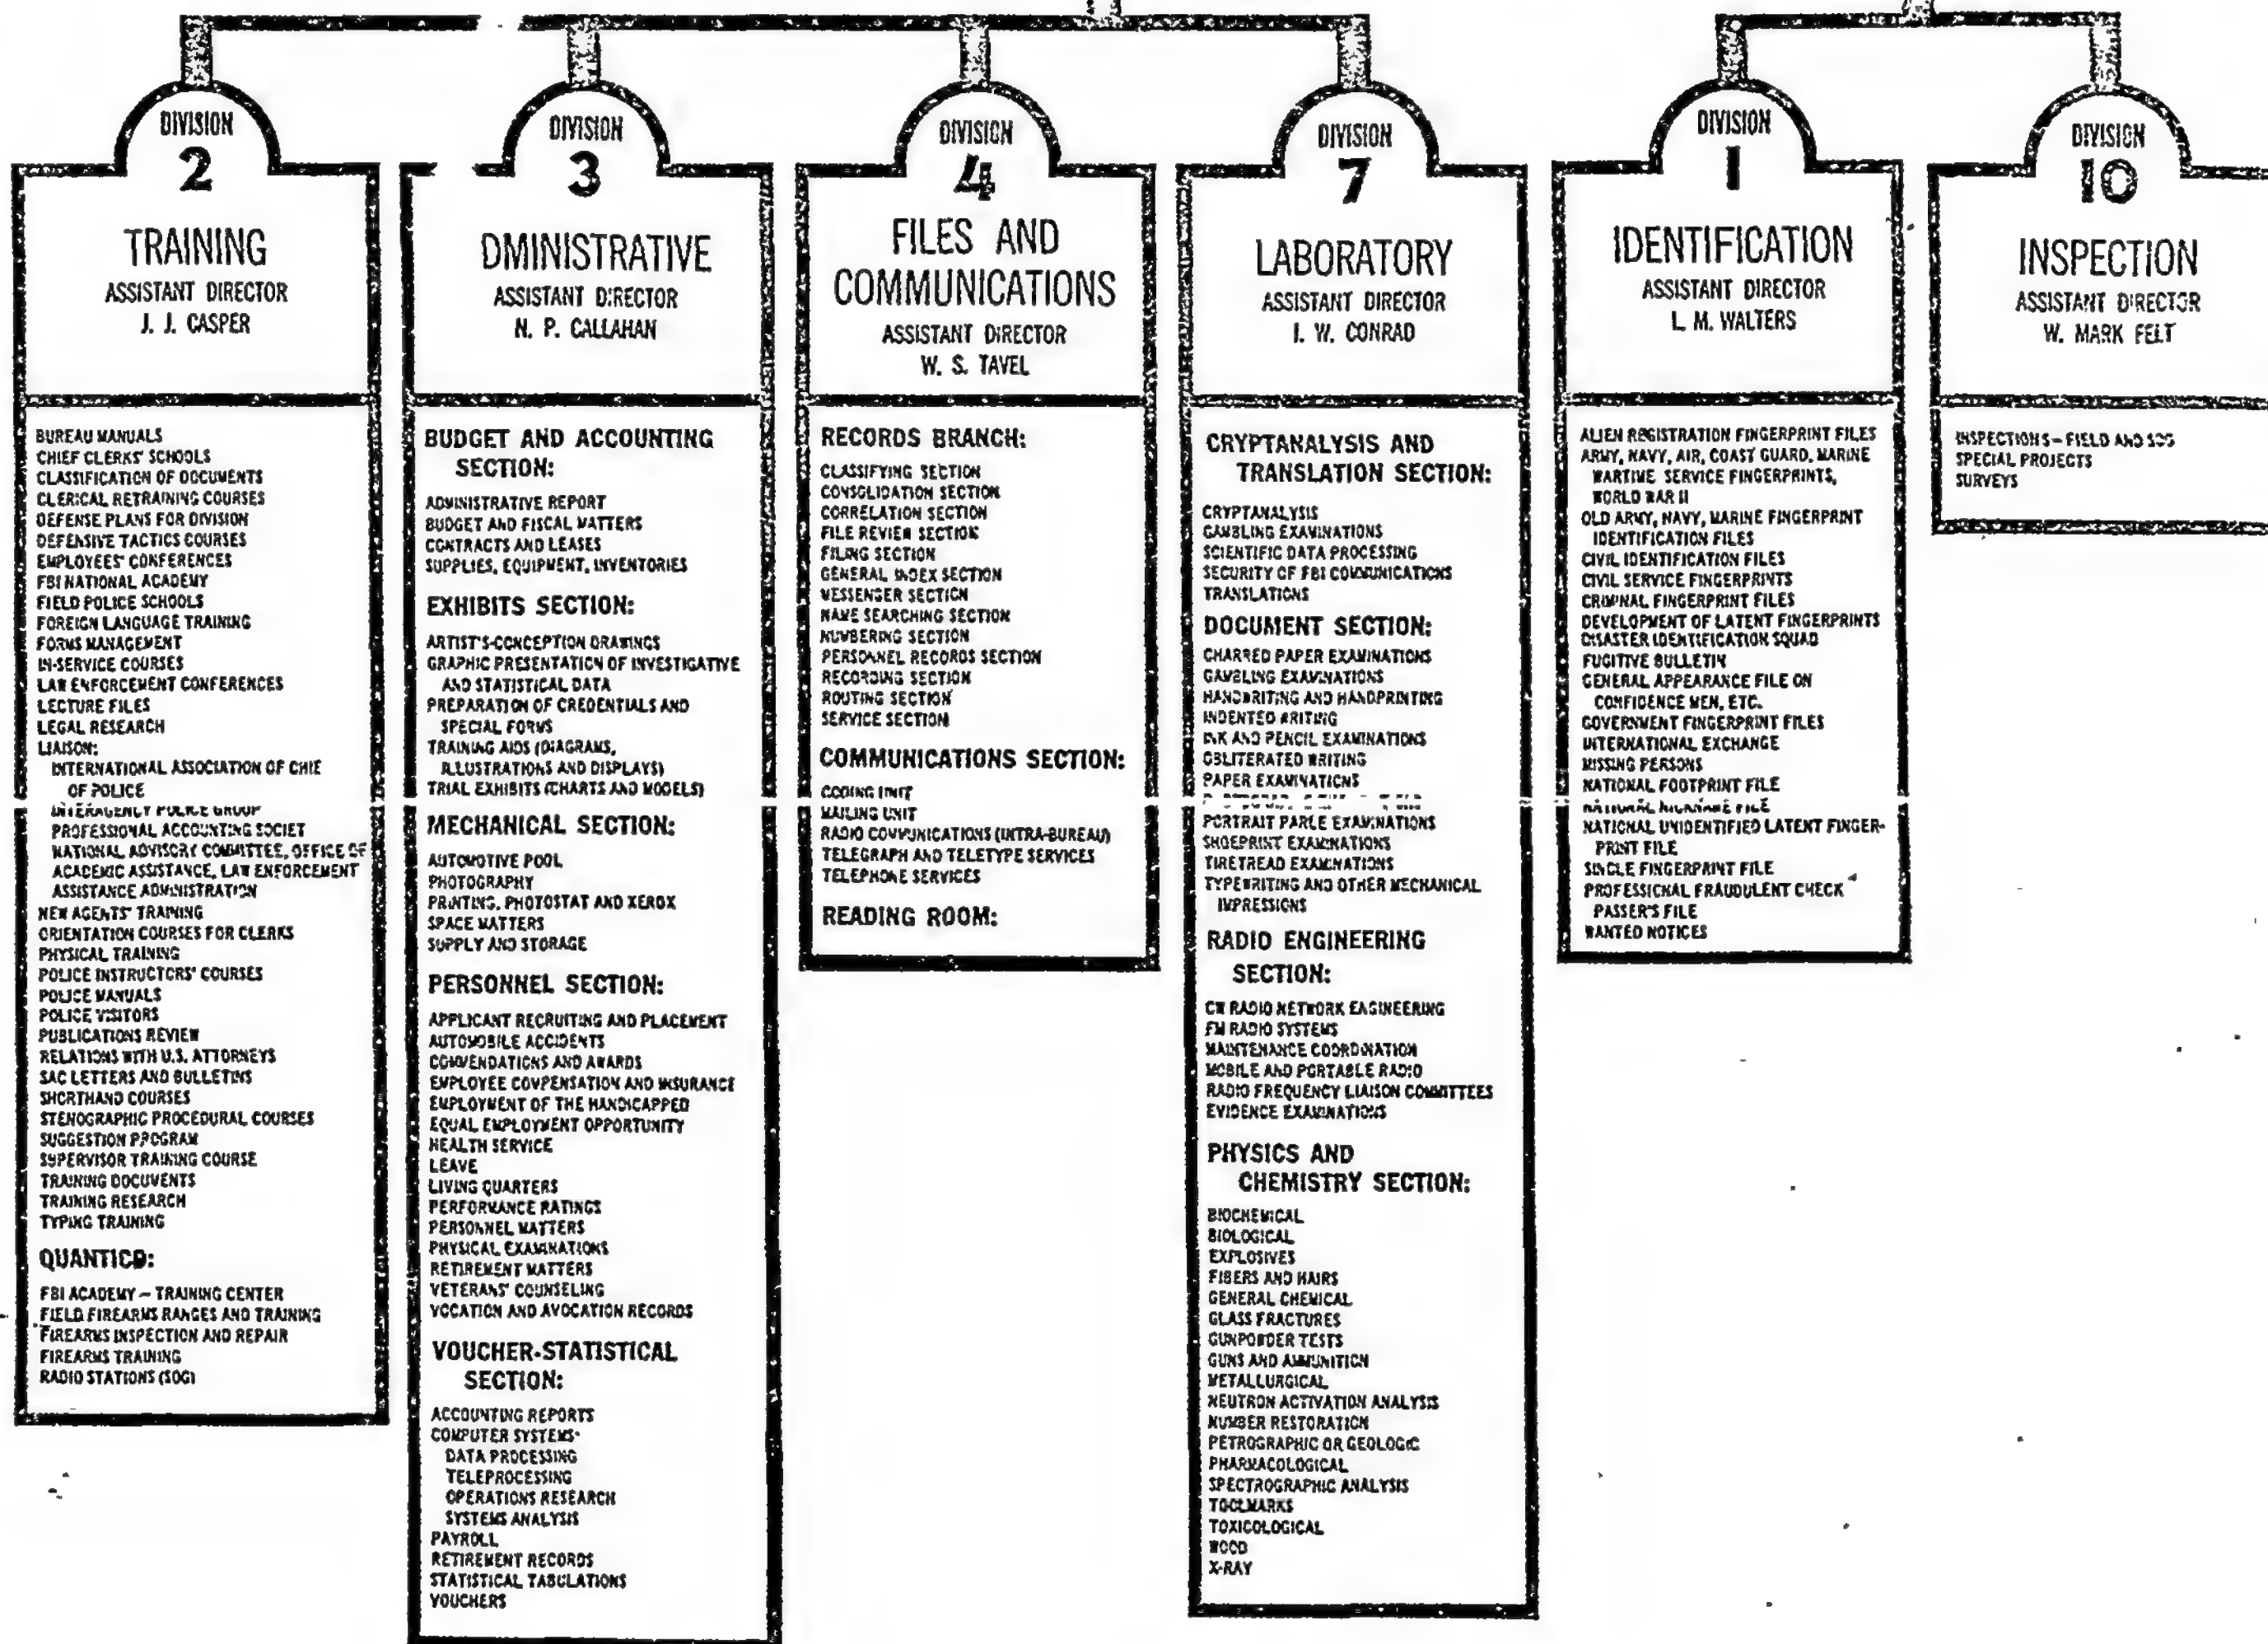 DIVISION
2
TRAINING
ASSISTANT DIRECTOR
J. J. CASPER
BUREAU MANUALS
CHIEF CLERKS' SCHOOLS
CLASSIFICATION OF DOCUMENTS
CLERICAL RETRAINING COURSES
DEFENSE PLANS FOR DIVISION
DEFENSIVE TACTICS COURSES
EMPLOYEES' CONFERENCES
FBI NATIONAL ACADEMY
FIELD POLICE SCHOOLS
FOREIGN LANGUAGE TRAINING
FORMS MANAGEMENT
IN-SERVICE COURSES
LAW ENFORCEMENT CONFERENCES
LECTURE FILES
LEGAL RESEARCH
LIAISON:
INTERNATIONAL ASSOCIATION OF CHIE
OF POLICE
INTERAGENCY POLICE GROUP
PROFESSIONAL ACCOUNTING SOCIET
NATIONAL ADVISORY COMMITTEE, OFFICE OF
ACADEMIC ASSISTANCE, LAW ENFORCEMENT
ASSISTANCE ADMINISTRATION
NEW AGENTS' TRAINING
ORIENTATION COURSES FOR CLERKS
PHYSICAL TRAINING
POLICE INSTRUCTORS' COURSES
POLICE MANUALS
POLICE VISITORS
PUBLICATIONS REVIEW
RELATIONS WITH U.S. ATTORNEYS
SAC LETTERS AND BULLETINS
SHORTHAND COURSES
STENOGRAPHIC PROCEDURAL COURSES
SUGGESTION PROGRAM
SUPERVISOR TRAINING COURSE
TRAINING DOCUMENTS
TRAINING RESEARCH
TYPING TRAINING
QUANTICO:
FBI ACADEMY – TRAINING CENTER
FIELD FIREARMS RANGES AND TRAINING
FIREARMS INSPECTION AND REPAIR
FIREARMS TRAINING
RADIO STATIONS (SOG)
DIVISION
3
DMINISTRATIVE
ASSISTANT DIRECTOR
N. P. CALLAHAN
BUDGET AND ACCOUNTING
SECTION:
ADMINISTRATIVE REPORT
BUDGET AND FISCAL MATTERS
CONTRACTS AND LEASES
SUPPLIES, EQUIPMENT, INVENTORIES
EXHIBITS SECTION:
ARTIST'S-CONCEPTION DRAWINGS
GRAPHIC PRESENTATION OF INVESTIGATIVE
AND STATISTICAL DATA
PREPARATION OF CREDENTIALS AND
SPECIAL FORMS
TRAINING AIDS (DIAGRAMS,
ILLUSTRATIONS AND DISPLAYS)
TRIAL EXHIBITS (CHARTS AND MODELS)
MECHANICAL SECTION:
AUTOMOTIVE POOL
PHOTOGRAPHY
PRINTING, PHOTOSTAT AND XEROX
SPACE MATTERS
SUPPLY AND STORAGE
PERSONNEL SECTION:
APPLICANT RECRUITING AND PLACEMENT
AUTOMOBILE ACCIDENTS
COMMENDATIONS AND AWARDS
EMPLOYEE COMPENSATION AND INSURANCE
EMPLOYMENT OF THE HANDICAPPED
EQUAL EMPLOYMENT OPPORTUNITY
HEALTH SERVICE
LEAVE
LIVING QUARTERS
PERFORMANCE RATINGS
PERSONNEL MATTERS
PHYSICAL EXAMINATIONS
RETIREMENT MATTERS
VETERANS' COUNSELING
VOCATION AND AVOCATION RECORDS
VOUCHER-STATISTICAL
SECTION:
ACCOUNTING REPORTS
COMPUTER SYSTEMS-
DATA PROCESSING
TELEPROCESSING
OPERATIONS RESEARCH
SYSTEMS ANALYSIS
PAYROLL
RETIREMENT RECORDS
STATISTICAL TABULATIONS
VOUCHERS
DIVISION
4
FILES AND
COMMUNICATIONS
ASSISTANT DIRECTOR
W. S. TAVEL
RECORDS BRANCH:
CLASSIFYING SECTION
CONSOLIDATION SECTION
CORRELATION SECTION
FILE REVIEW SECTION
FILING SECTION
GENERAL INDEX SECTION
MESSENGER SECTION
NAME SEARCHING SECTION
NUMBERING SECTION
PERSONNEL RECORDS SECTION
RECORDING SECTION
ROUTING SECTION
SERVICE SECTION
COMMUNICATIONS SECTION:
CODING UNIT
MAILING UNIT
RADIO COMMUNICATIONS (INTRA-BUREAU)
TELEGRAPH AND TELETYPE SERVICES
TELEPHONE SERVICES
READING ROOM:
DIVISION
7
LABORATORY
ASSISTANT DIRECTOR
I. W. CONRAD
CRYPTANALYSIS AND
TRANSLATION SECTION:
CRYPTANALYSIS
GAMBLING EXAMINATIONS
SCIENTIFIC DATA PROCESSING
SECURITY OF FBI COMMUNICATIONS
TRANSLATIONS
DOCUMENT SECTION:
CHARRED PAPER EXAMINATIONS
GAMBLING EXAMINATIONS
HANDWRITING AND HANDPRINTING
INDENTED WRITING
INK AND PENCIL EXAMINATIONS
OBLITERATED WRITING
PAPER EXAMINATIONS
PORTRAIT PARLE EXAMINATIONS
SHOEPRINT EXAMINATIONS
TIRETREAD EXAMINATIONS
TYPEWRITING AND OTHER MECHANICAL
IMPRESSIONS
RADIO ENGINEERING
SECTION:
CW RADIO NETWORK ENGINEERING
FM RADIO SYSTEMS
MAINTENANCE COORDINATION
MOBILE AND PORTABLE RADIO
RADIO FREQUENCY LIAISON COMMITTEES
EVIDENCE EXAMINATIONS
PHYSICS AND
CHEMISTRY SECTION:
BIOCHEMICAL
BIOLOGICAL
EXPLOSIVES
FIBERS AND HAIRS
GENERAL CHEMICAL
GLASS FRACTURES
GUNPOWDER TESTS
GUNS AND AMMUNITION
METALLURGICAL
NEUTRON ACTIVATION ANALYSIS
NUMBER RESTORATION
PETROGRAPHIC OR GEOLOGIC
PHARMACOLOGICAL
SPECTROGRAPHIC ANALYSIS
TOOLMARKS
TOXICOLOGICAL
WOOD
X-RAY
DIVISION
1
IDENTIFICATION
ASSISTANT DIRECTOR
L. M. WALTERS
ALIEN REGISTRATION FINGERPRINT FILES
ARMY, NAVY, AIR, COAST GUARD, MARINE
WARTIME SERVICE FINGERPRINTS,
WORLD WAR II
OLD ARMY, NAVY, MARINE FINGERPRINT
IDENTIFICATION FILES
CIVIL IDENTIFICATION FILES
CIVIL SERVICE FINGERPRINTS
CRIMINAL FINGERPRINT FILES
DEVELOPMENT OF LATENT FINGERPRINTS
DISASTER IDENTIFICATION SQUAD
FUGITIVE BULLETIN
GENERAL APPEARANCE FILE ON
CONFIDENCE MEN, ETC.
GOVERNMENT FINGERPRINT FILES
INTERNATIONAL EXCHANGE
MISSING PERSONS
NATIONAL FOOTPRINT FILE
NATIONAL NICKNAME FILE
NATIONAL UNIDENTIFIED LATENT FINGER-
PRINT FILE
SINGLE FINGERPRINT FILE
PROFESSIONAL FRAUDULENT CHECK
PASSER'S FILE
WANTED NOTICES
DIVISION
10
INSPECTION
ASSISTANT DIRECTOR
W. MARK FELT
INSPECTIONS – FIELD AND SOG
SPECIAL PROJECTS
SURVEYS